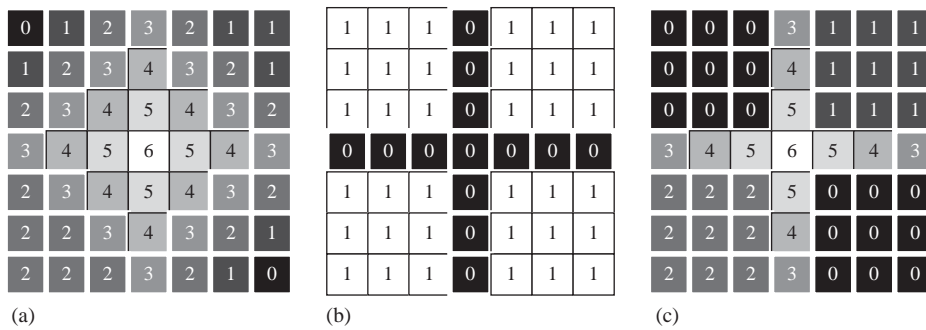 0 1 2 3 2 1 1 1 1 1 0 1 1 1 0 0 0 3 1 1 1
1 2 3 4 3 2 1 1 1 1 0 1 1 1 0 0 0 4 1 1 1
2 3 4 5 4 3 2 1 1 1 0 1 1 1 0 0 0 5 1 1 1
3 4 5 6 5 4 3 0 0 0 0 0 0 0 3 4 5 6 5 4 3
2 3 4 5 4 3 2 1 1 1 0 1 1 1 2 2 2 5 0 0 0
2 2 3 4 3 2 1 1 1 1 0 1 1 1 2 2 2 4 0 0 0
2 2 2 3 2 1 0 1 1 1 0 1 1 1 2 2 2 3 0 0 0
(a) (b) (c)